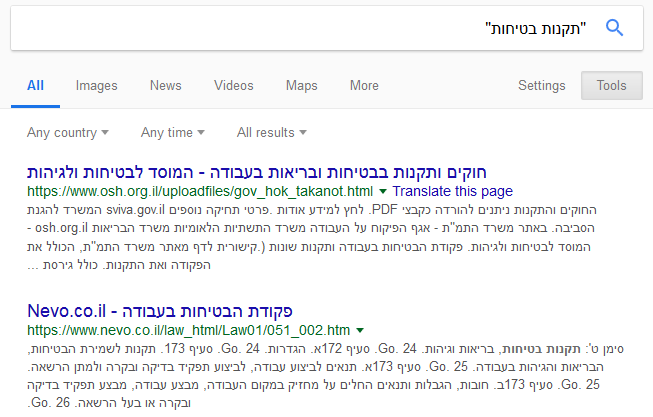 "תקנות בטיחות"
All Images News Videos Maps More Settings Tools
Any country Any time All results
חוקים ותקנות בבטיחות ובריאות בעבודה - המוסד לבטיחות ולגיהות
https://www.osh.org.il/uploadfiles/gov_hok_takanot.html Translate this page
החוקים והתקנות ניתנים להורדה כקבצי PDF. לחץ למידע אודות .פרטי תחיקה נוספים sviva.gov.il המשרד להגנת
הסביבה. באתר משרד התמ"ת - אגף הפיקוח על העבודה משרד התשתיות הלאומיות משרד הבריאות osh.org.il -
המוסד לבטיחות ולגיהות. פקודת הבטיחות בעבודה ותקנות שונות (.קישורית לדף מאתר משרד התמ"ת, הכולל את
הפקודה ואת התקנות. כולל גירסת ...
פקודת הבטיחות בעבודה - Nevo.co.il
https://www.nevo.co.il/law_html/Law01/051_002.htm
סימן ט': תקנות בטיחות, בריאות וגיהות. Go. 24. סעיף 172א. הגדרות. Go. 24. סעיף 173. תקנות לשמירת הבטיחות,
הבריאות והגיהות בעבודה. Go. 25. סעיף 173א. תנאים לביצוע עבודה, לביצוע תפקיד בדיקה ובקרה ולמתן הרשאה.
Go. 25. סעיף 173ב. חובות, הגבלות ותנאים החלים על מחזיק במקום העבודה, מבצע עבודה, מבצע תפקיד בדיקה
ובקרה או בעל הרשאה. Go. 26.